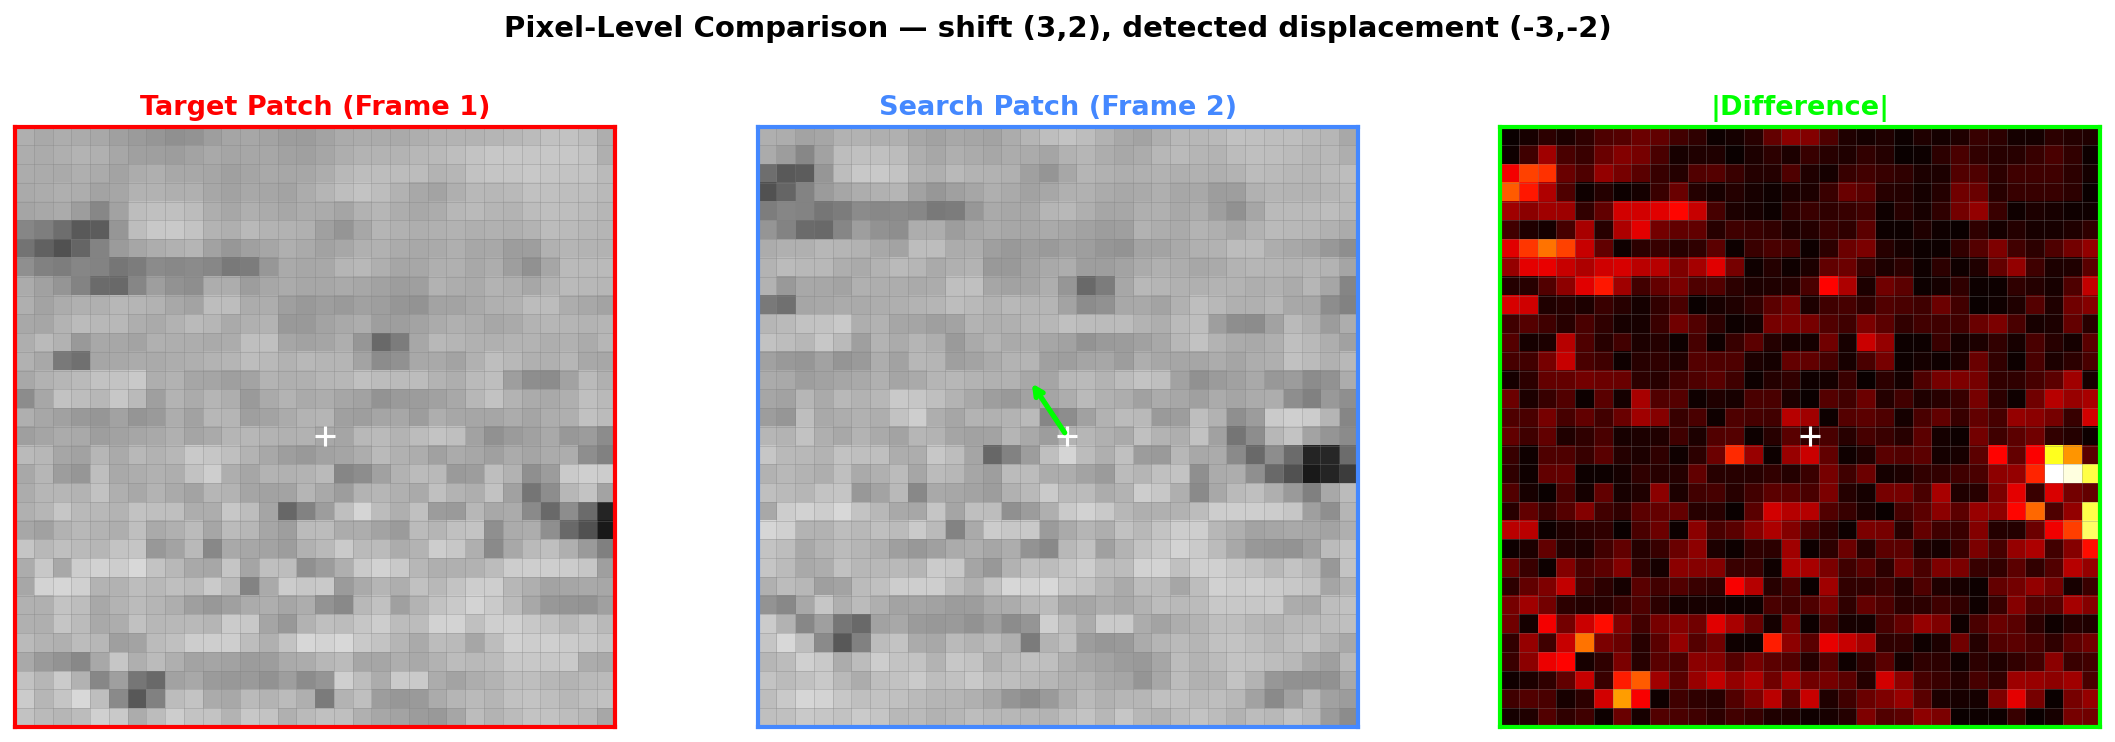 Pixel-Level Comparison — shift (3,2), detected displacement (-3,-2)
Target Patch (Frame 1)
Search Patch (Frame 2)
|Difference|